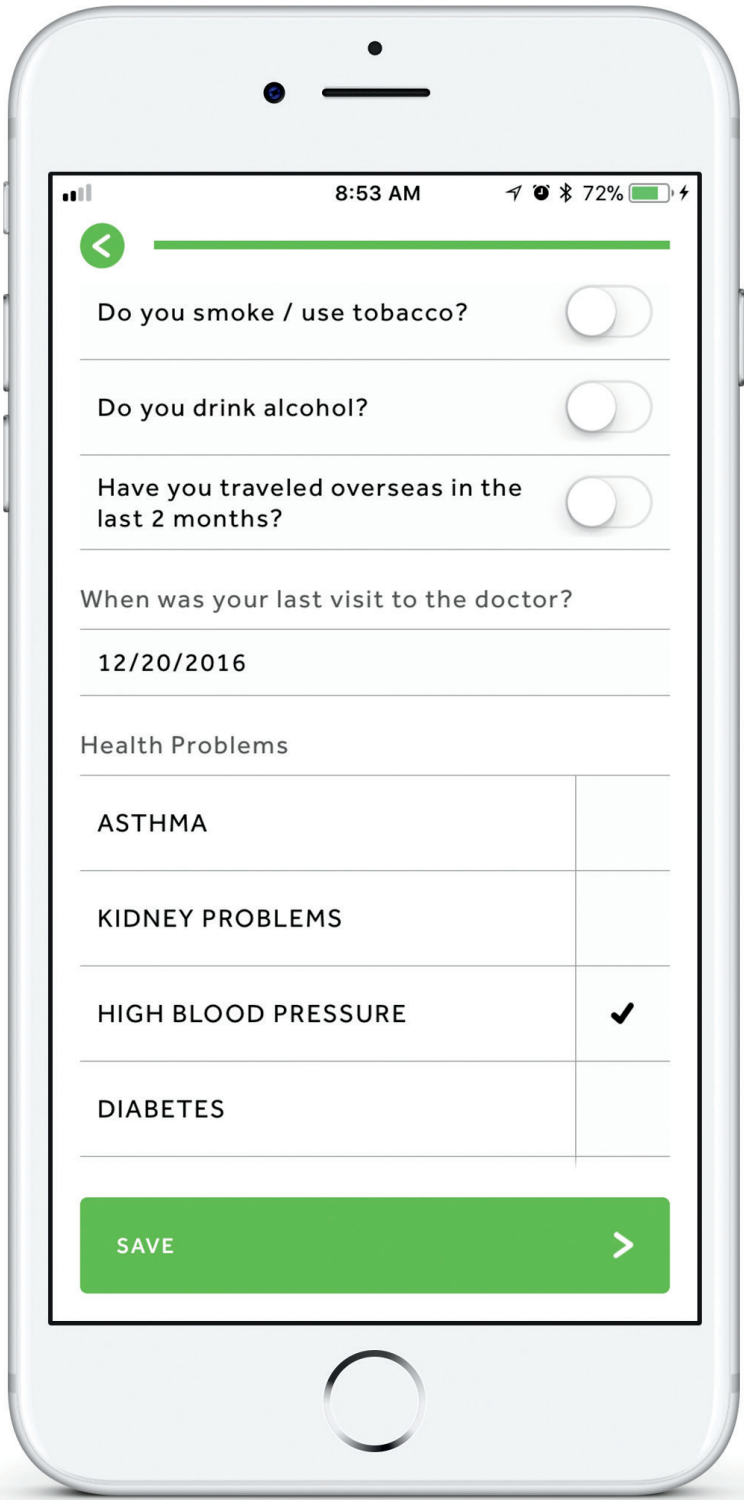 8:53 AM 72%
Do you smoke / use tobacco?
Do you drink alcohol?
Have you traveled overseas in the
last 2 months?
When was your last visit to the doctor?
12/20/2016
Health Problems
ASTHMA
KIDNEY PROBLEMS
HIGH BLOOD PRESSURE
DIABETES
SAVE